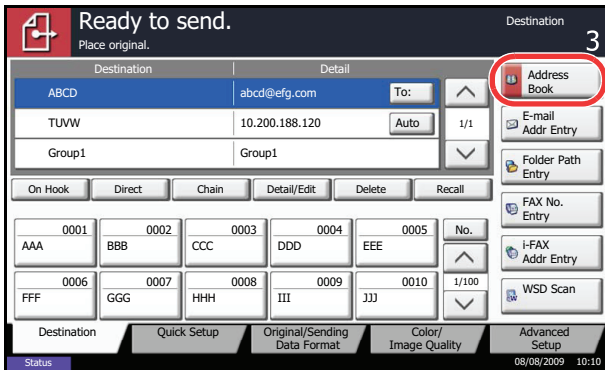 Ready to send.
Destination
Place original.
3
Destination
Detail
ABCD
abcd@efg.com
To:
TUVW
10.200.188.120
Auto
1/1
Group1
Group1
Address
Book
E-mail
Addr Entry
Folder Path
Entry
FAX No.
Entry
i-FAX
Addr Entry
WSD Scan
On Hook
Direct
Chain
Detail/Edit
Delete
Recall
0001
AAA
0002
BBB
0003
CCC
0004
DDD
0005
EEE
No.
0006
FFF
0007
GGG
0008
HHH
0009
III
0010
JJJ
1/100
Destination
Quick Setup
Original/Sending
Data Format
Color/
Image Quality
Advanced
Setup
Status
08/08/2009 10:10